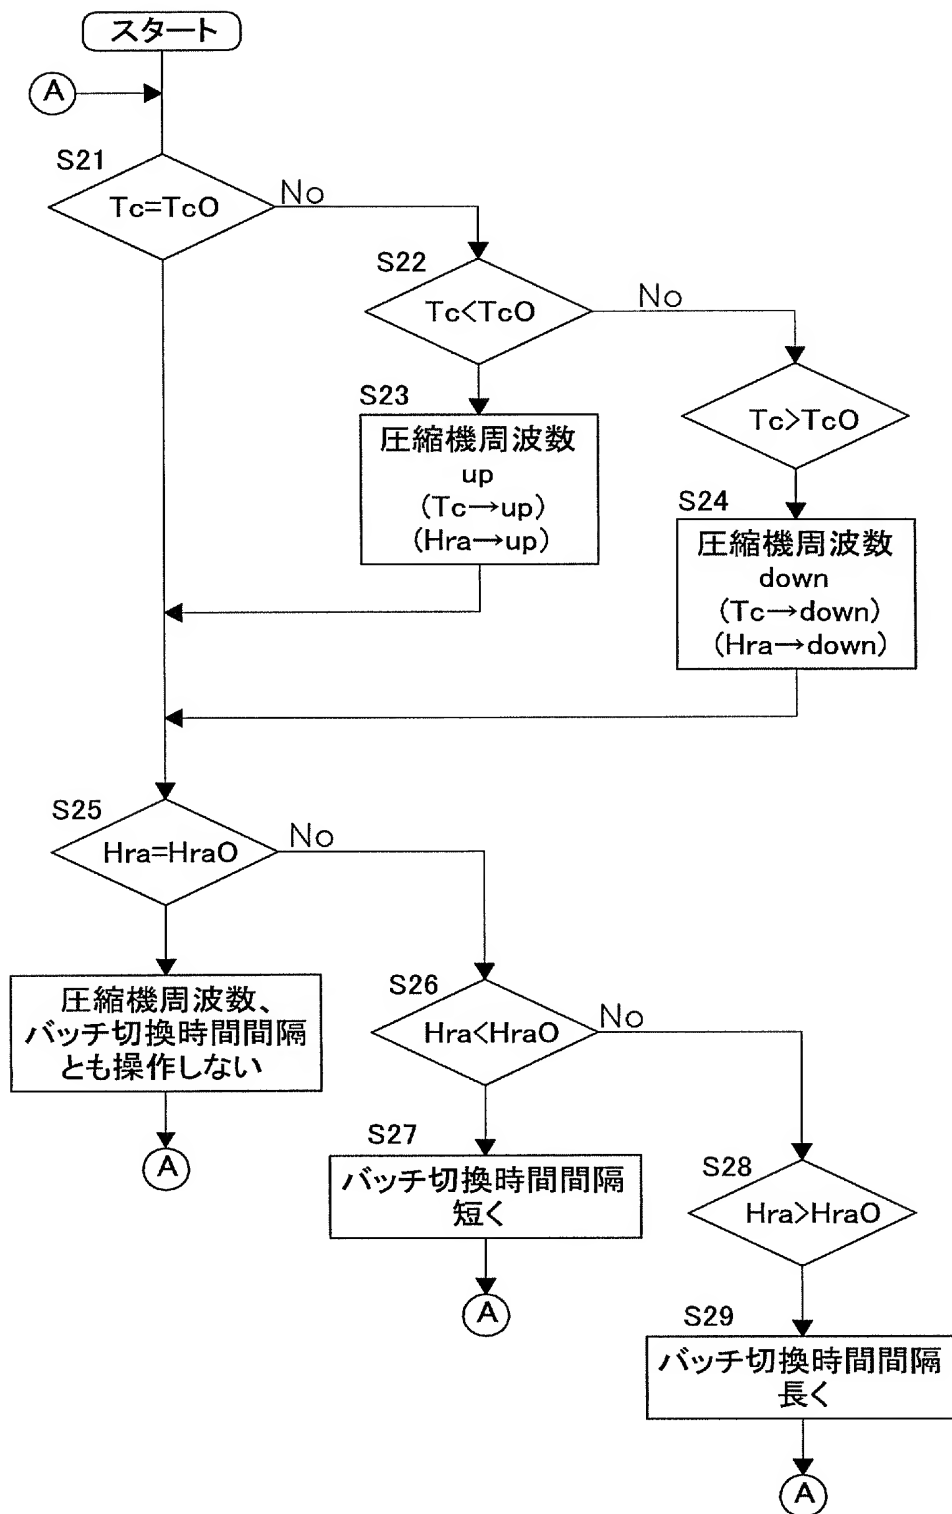 スタート
A
S21
Tc=TcO
No
S22
Tc<TcO
No
S23
圧縮機周波数
up
(Tc→up)
(Hra→up)
Tc>TcO
S24
圧縮機周波数
down
(Tc→down)
(Hra→down)
S25
Hra=HraO
No
圧縮機周波数、
バッチ切換時間間隔
とも操作しない
A
S26
Hra<HraO
No
S27
バッチ切換時間間隔
短く
A
S28
Hra>HraO
S29
バッチ切換時間間隔
長く
A